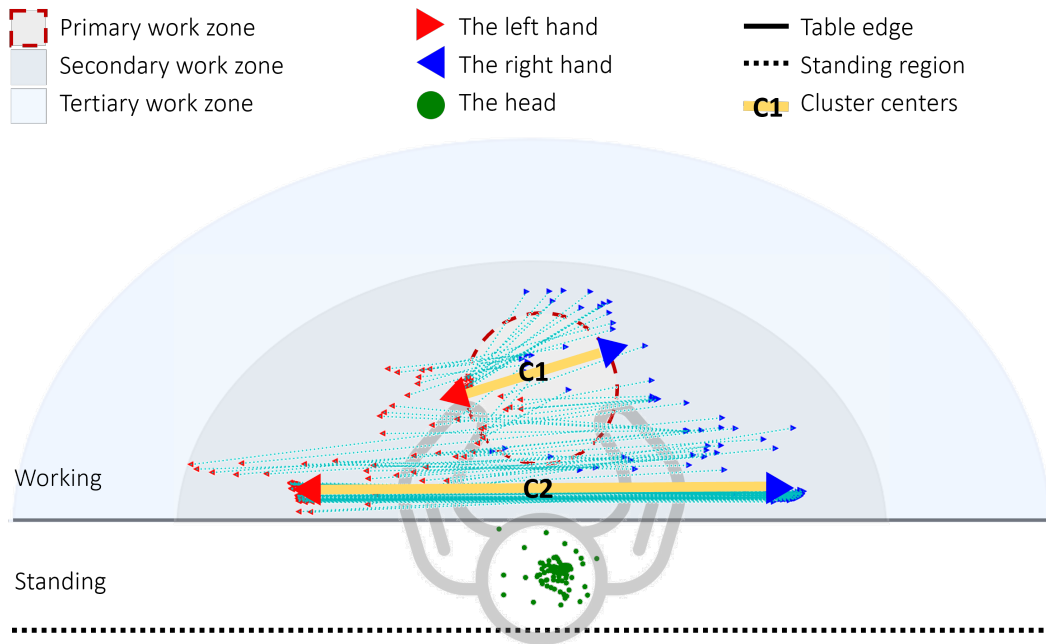 Primary work zone
Secondary work zone
Tertiary work zone
The left hand
The right hand
The head
Table edge
Standing region
C1 Cluster centers
C1
Working
C2
Standing